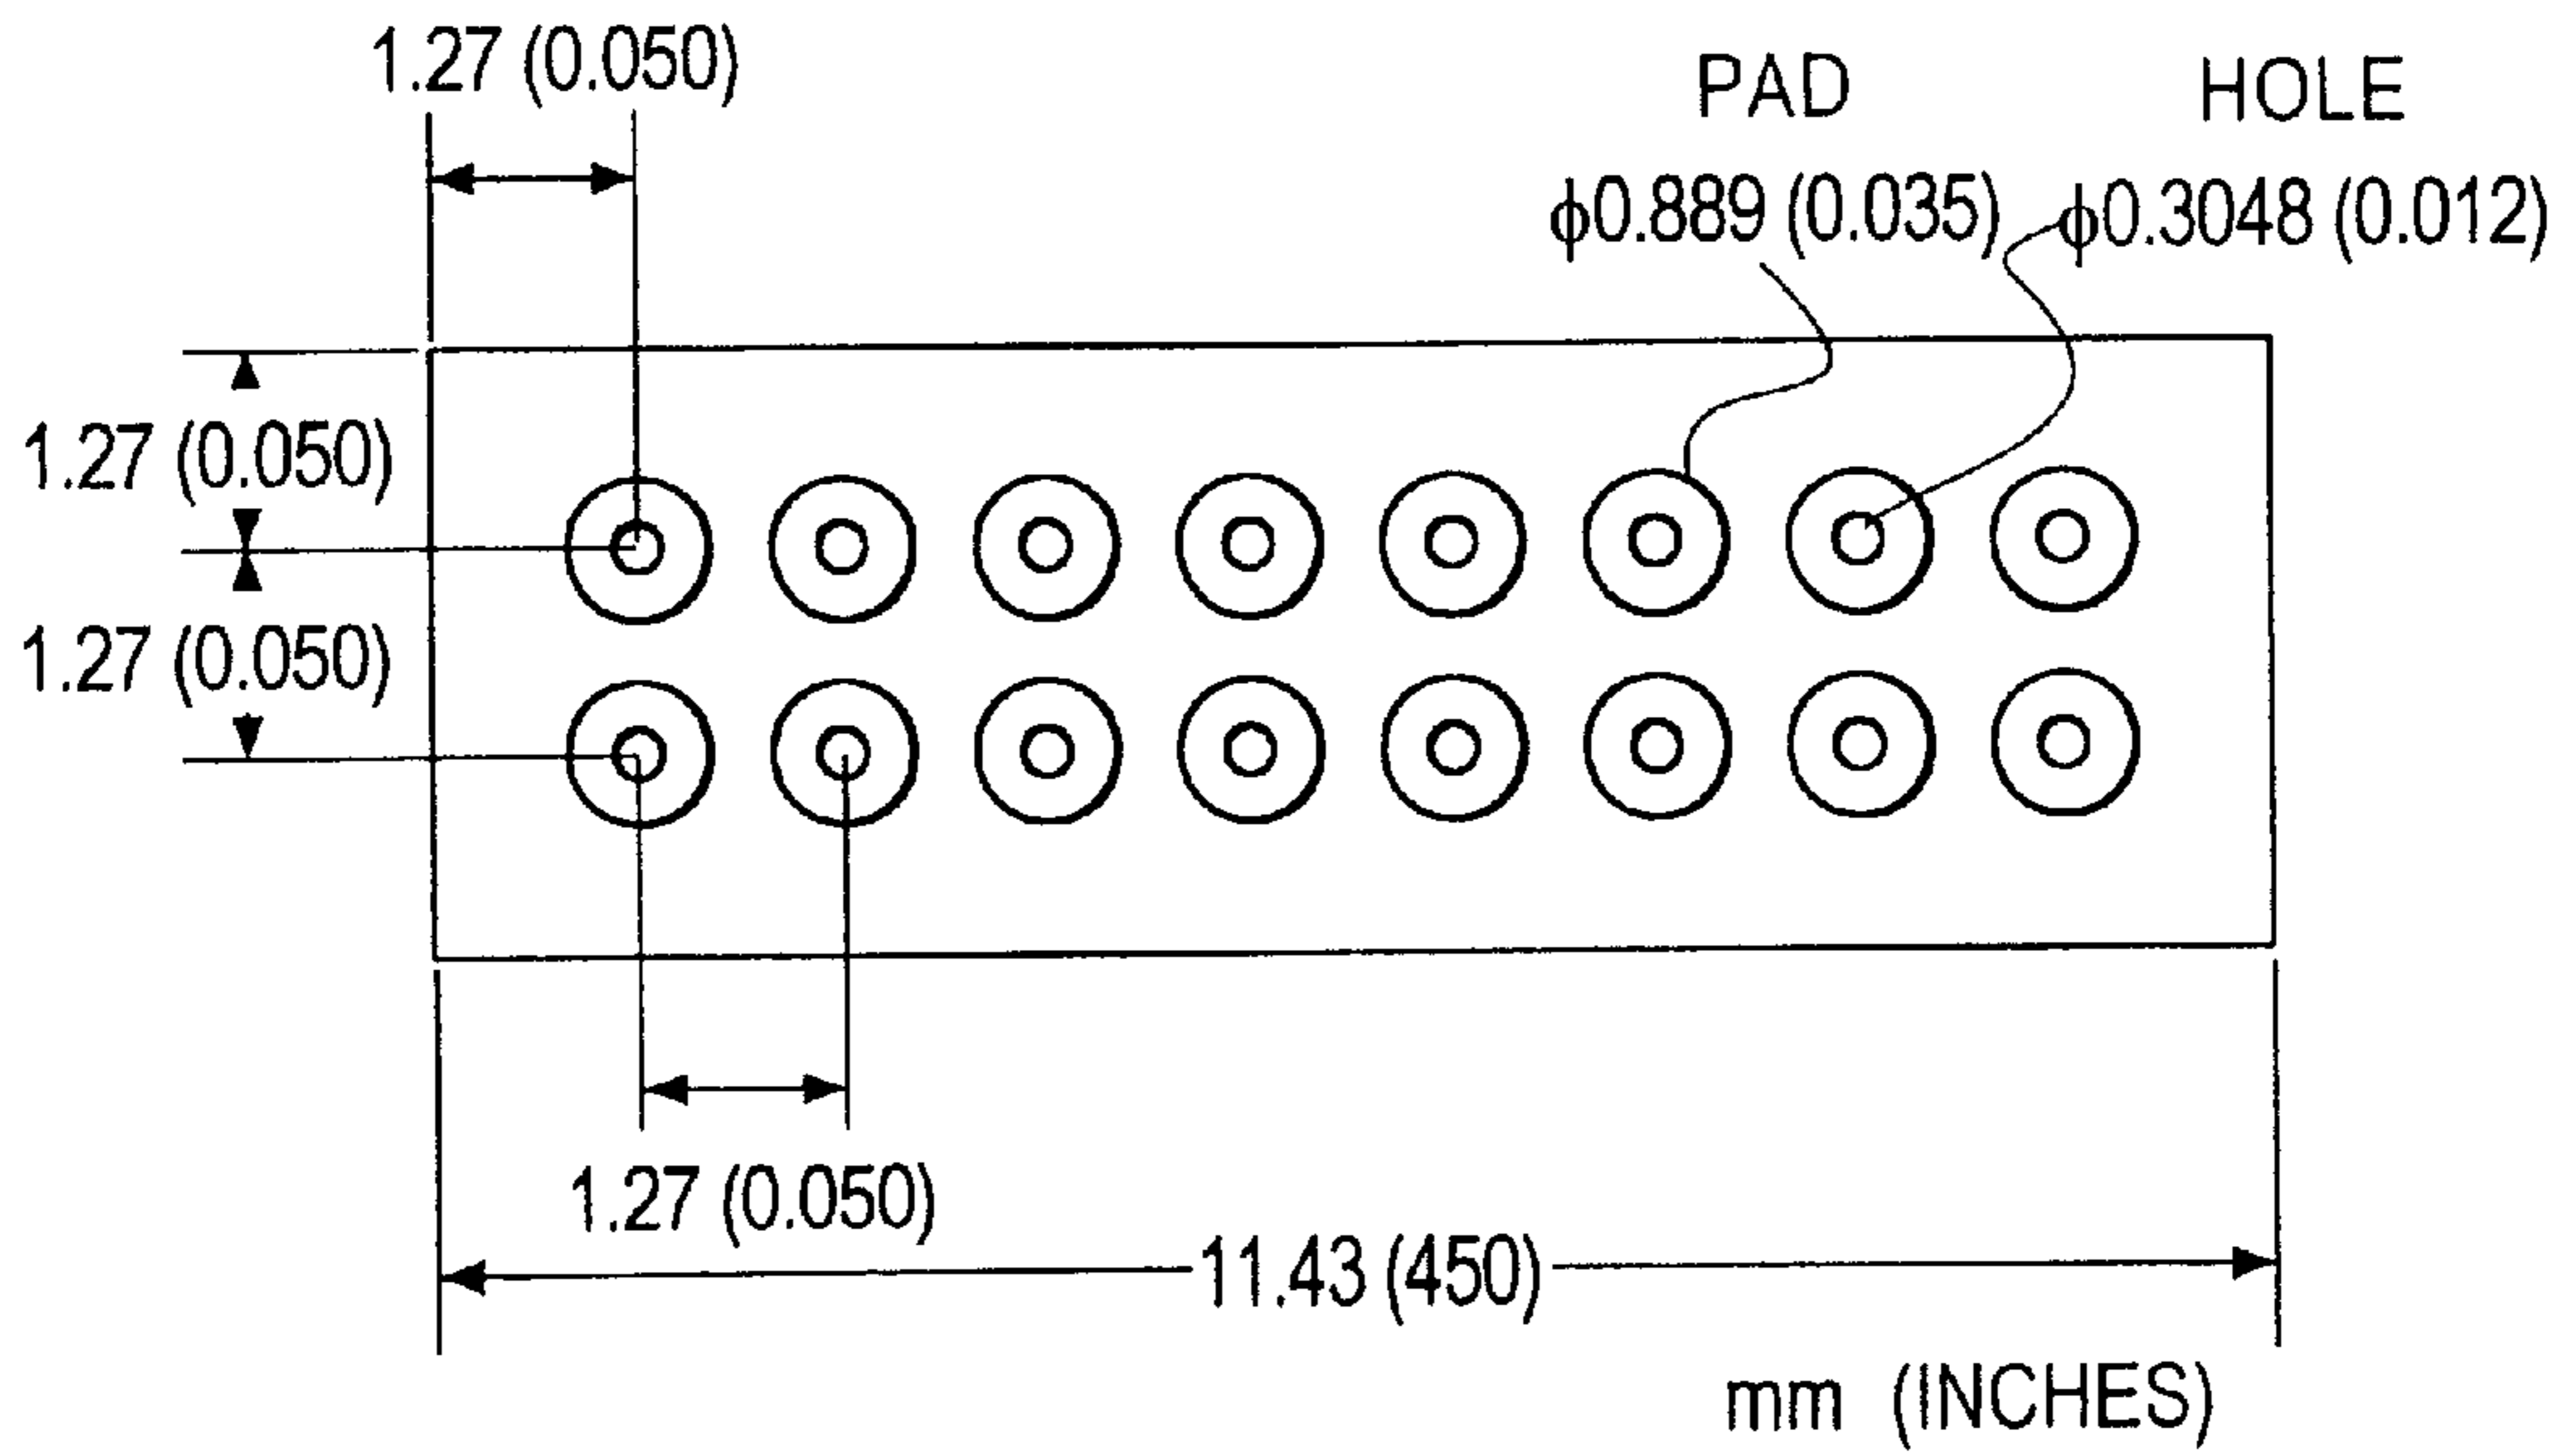 1.27 (0.050)
PAD
HOLE
ϕ0.889 (0.035)
ϕ0.3048 (0.012)
1.27 (0.050)
1.27 (0.050)
1.27 (0.050)
11.43 (450)
mm (INCHES)